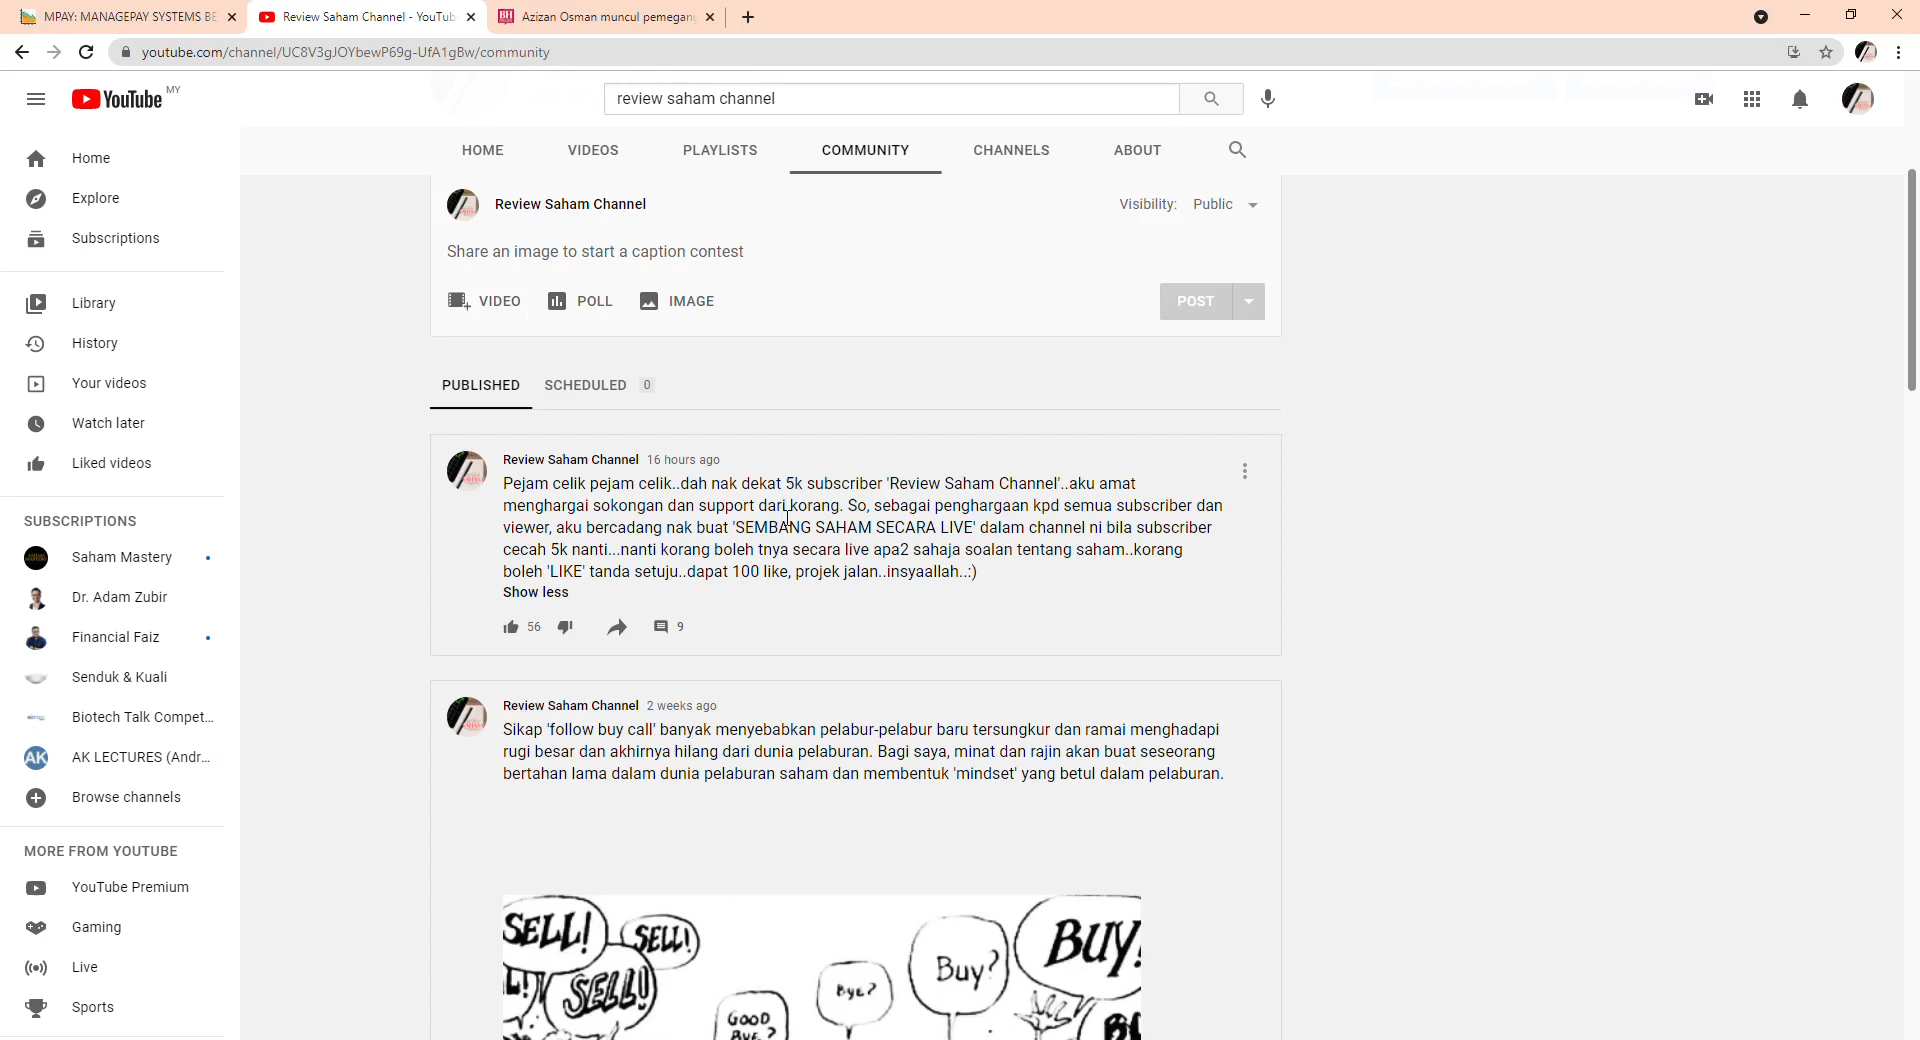 MPAY: MANAGEPAY SYSTEMS BE
Review Saham Channel - YouTub
Azizan Osman muncul pemegan
youtube.com/channel/UC8V3gJOYbewP69g-UfA1gBw/community
YouTube MY
review saham channel
HOME VIDEOS PLAYLISTS COMMUNITY CHANNELS ABOUT
Home
Explore
Subscriptions
Library
History
Your videos
Watch later
Liked videos
SUBSCRIPTIONS
Saham Mastery
Dr. Adam Zubir
Financial Faiz
Senduk & Kuali
Biotech Talk Compet...
AK LECTURES (Andr...
Browse channels
MORE FROM YOUTUBE
YouTube Premium
Gaming
Live
Sports
Review Saham Channel
Visibility: Public
Share an image to start a caption contest
VIDEO POLL IMAGE
POST
PUBLISHED SCHEDULED 0
Review Saham Channel 16 hours ago
Pejam celik pejam celik..dah nak dekat 5k subscriber 'Review Saham Channel'..aku amat
menghargai sokongan dan support dari korang. So, sebagai penghargaan kpd semua subscriber dan
viewer, aku bercadang nak buat 'SEMBANG SAHAM SECARA LIVE' dalam channel ni bila subscriber
cecah 5k nanti...nanti korang boleh tnya secara live apa2 sahaja soalan tentang saham..korang
boleh 'LIKE' tanda setuju..dapat 100 like, projek jalan..insyaallah..:)
Show less
56 9
Review Saham Channel 2 weeks ago
Sikap 'follow buy call' banyak menyebabkan pelabur-pelabur baru tersungkur dan ramai menghadapi
rugi besar dan akhirnya hilang dari dunia pelaburan. Bagi saya, minat dan rajin akan buat seseorang
bertahan lama dalam dunia pelaburan saham dan membentuk 'mindset' yang betul dalam pelaburan.
SELL!
SELL!
SELL!
GOOD
BYE?
Bye?
Buy?
BUY!